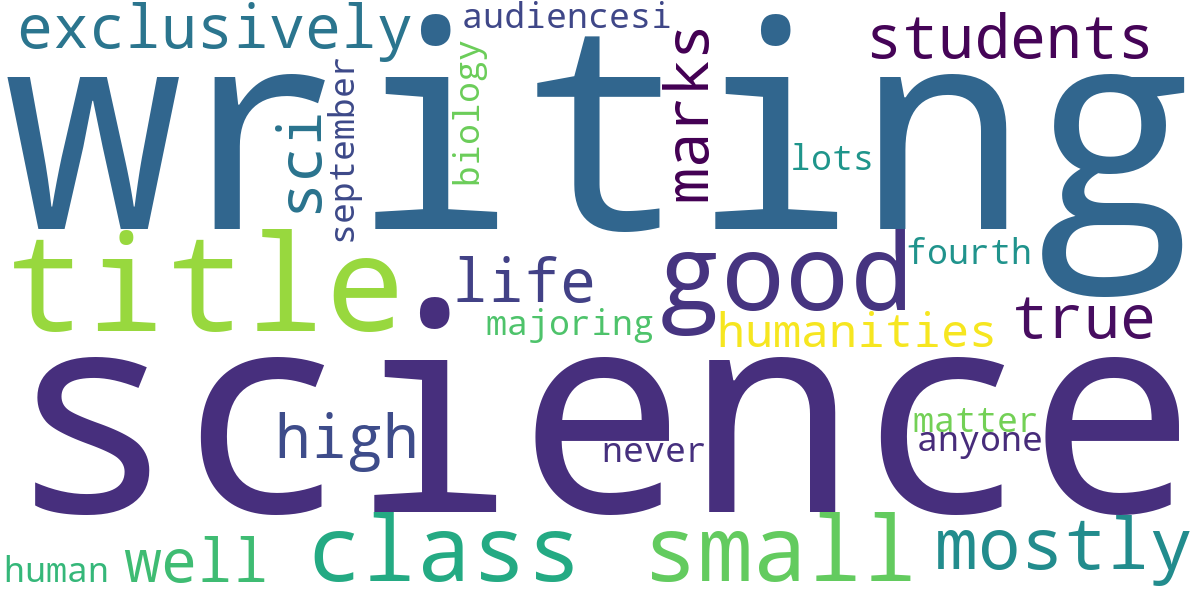 exclusively
audiencesi
students
writing
sci
september
biology
marks
lots
title
life
good
fourth
majoring
humanities
true
science
high
never
matter
anyone
human
well
class
small
mostly